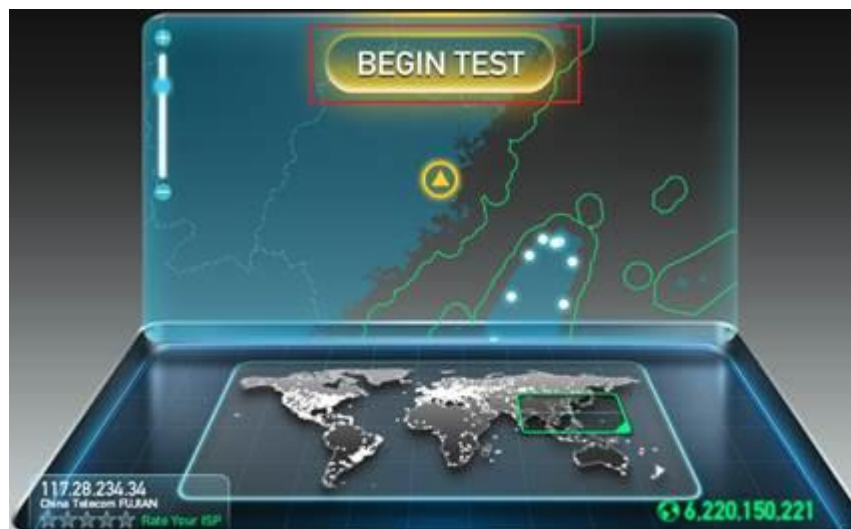 BEGIN TEST
117.28.234.34
China Telecom FUJIAN
Rate Your ISP
6,220,150,221